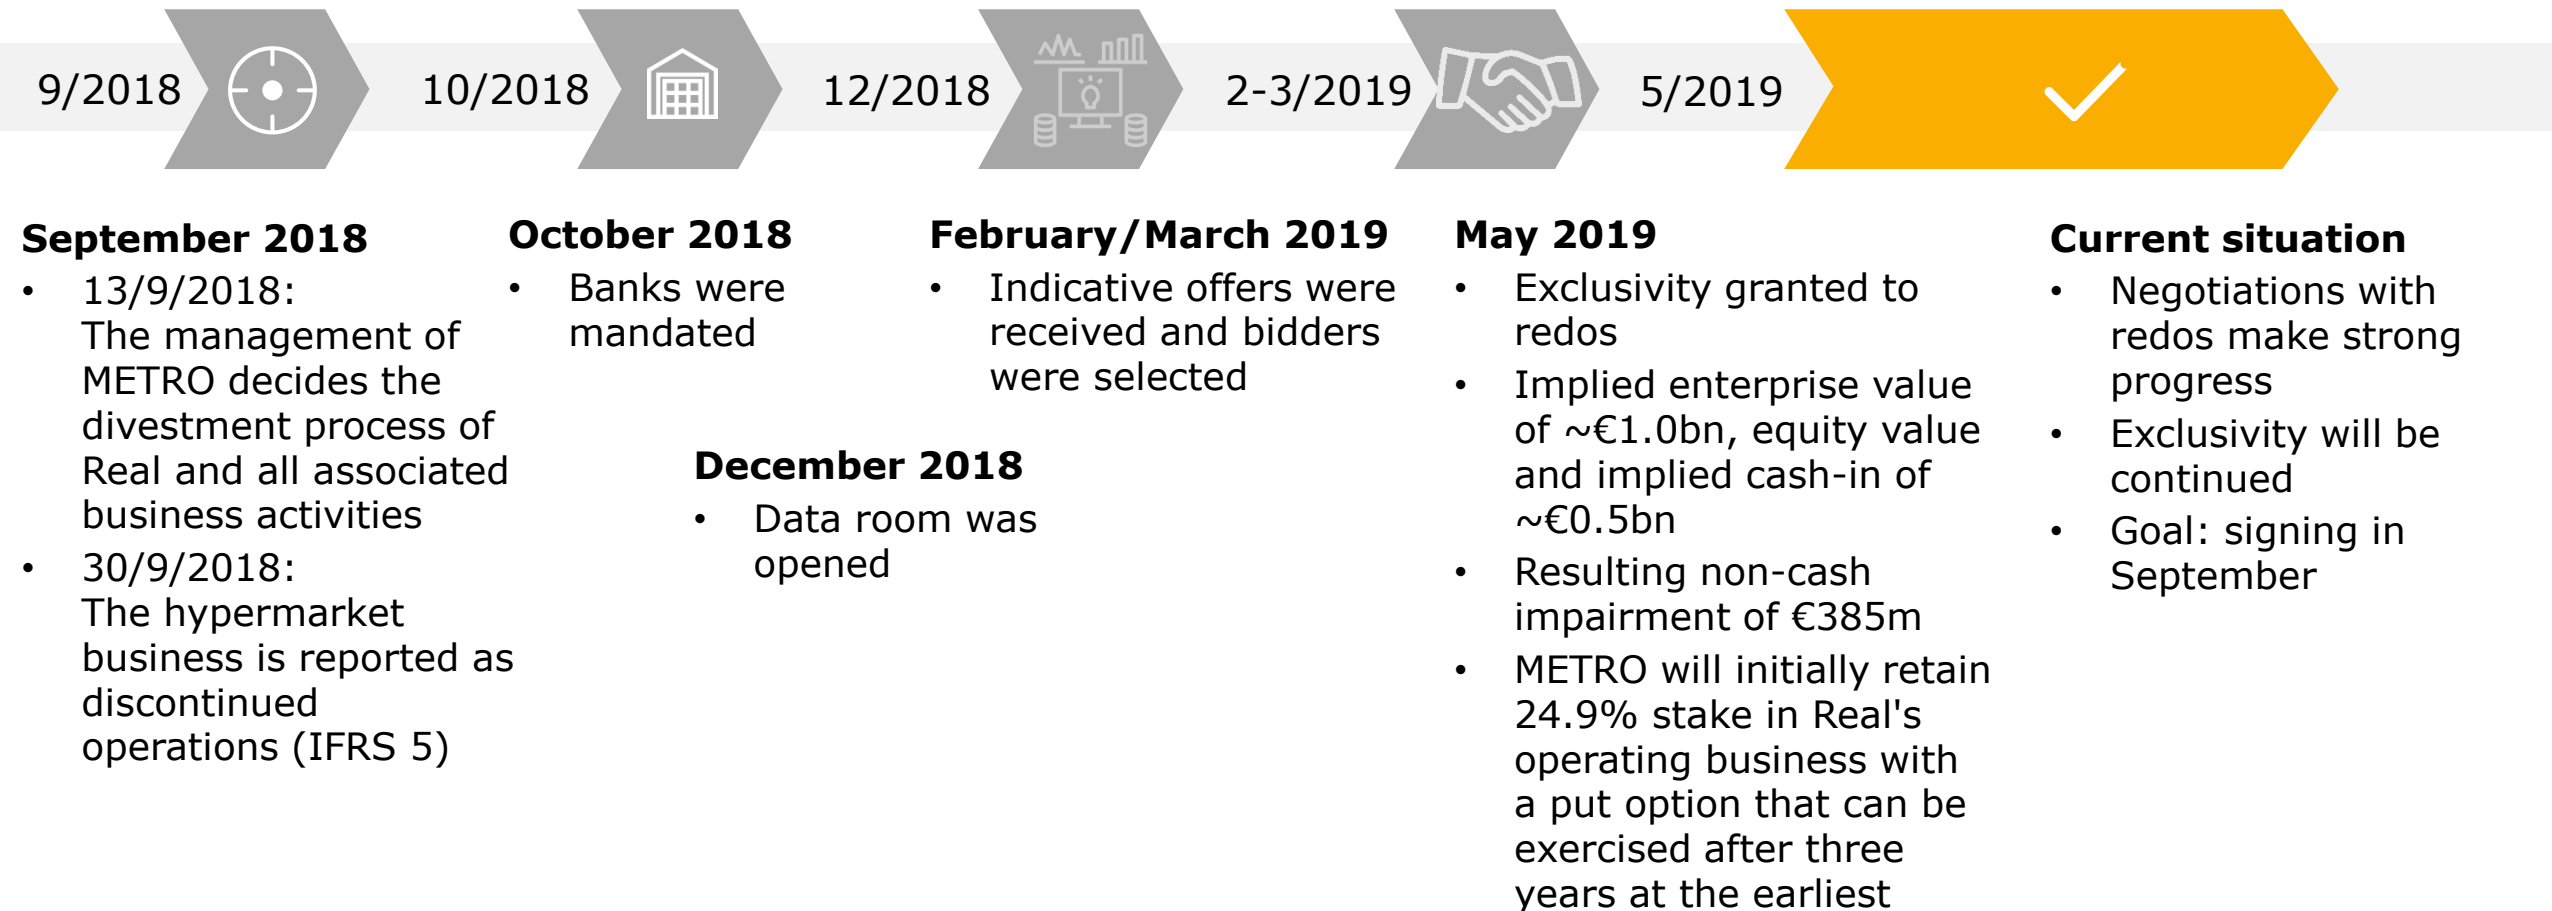 9/2018
10/2018
12/2018
2-3/2019
5/2019
September 2018
• 13/9/2018:
The management of
METRO decides the
divestment process of
Real and all associated
business activities
• 30/9/2018:
The hypermarket
business is reported as
discontinued
operations (IFRS 5)
October 2018
• Banks were
mandated
December 2018
• Data room was
opened
February/March 2019
• Indicative offers were
received and bidders
were selected
May 2019
• Exclusivity granted to
redos
• Implied enterprise value
of ~€1.0bn, equity value
and implied cash-in of
~€0.5bn
• Resulting non-cash
impairment of €385m
• METRO will initially retain
24.9% stake in Real's
operating business with
a put option that can be
exercised after three
years at the earliest
Current situation
• Negotiations with
redos make strong
progress
• Exclusivity will be
continued
• Goal: signing in
September